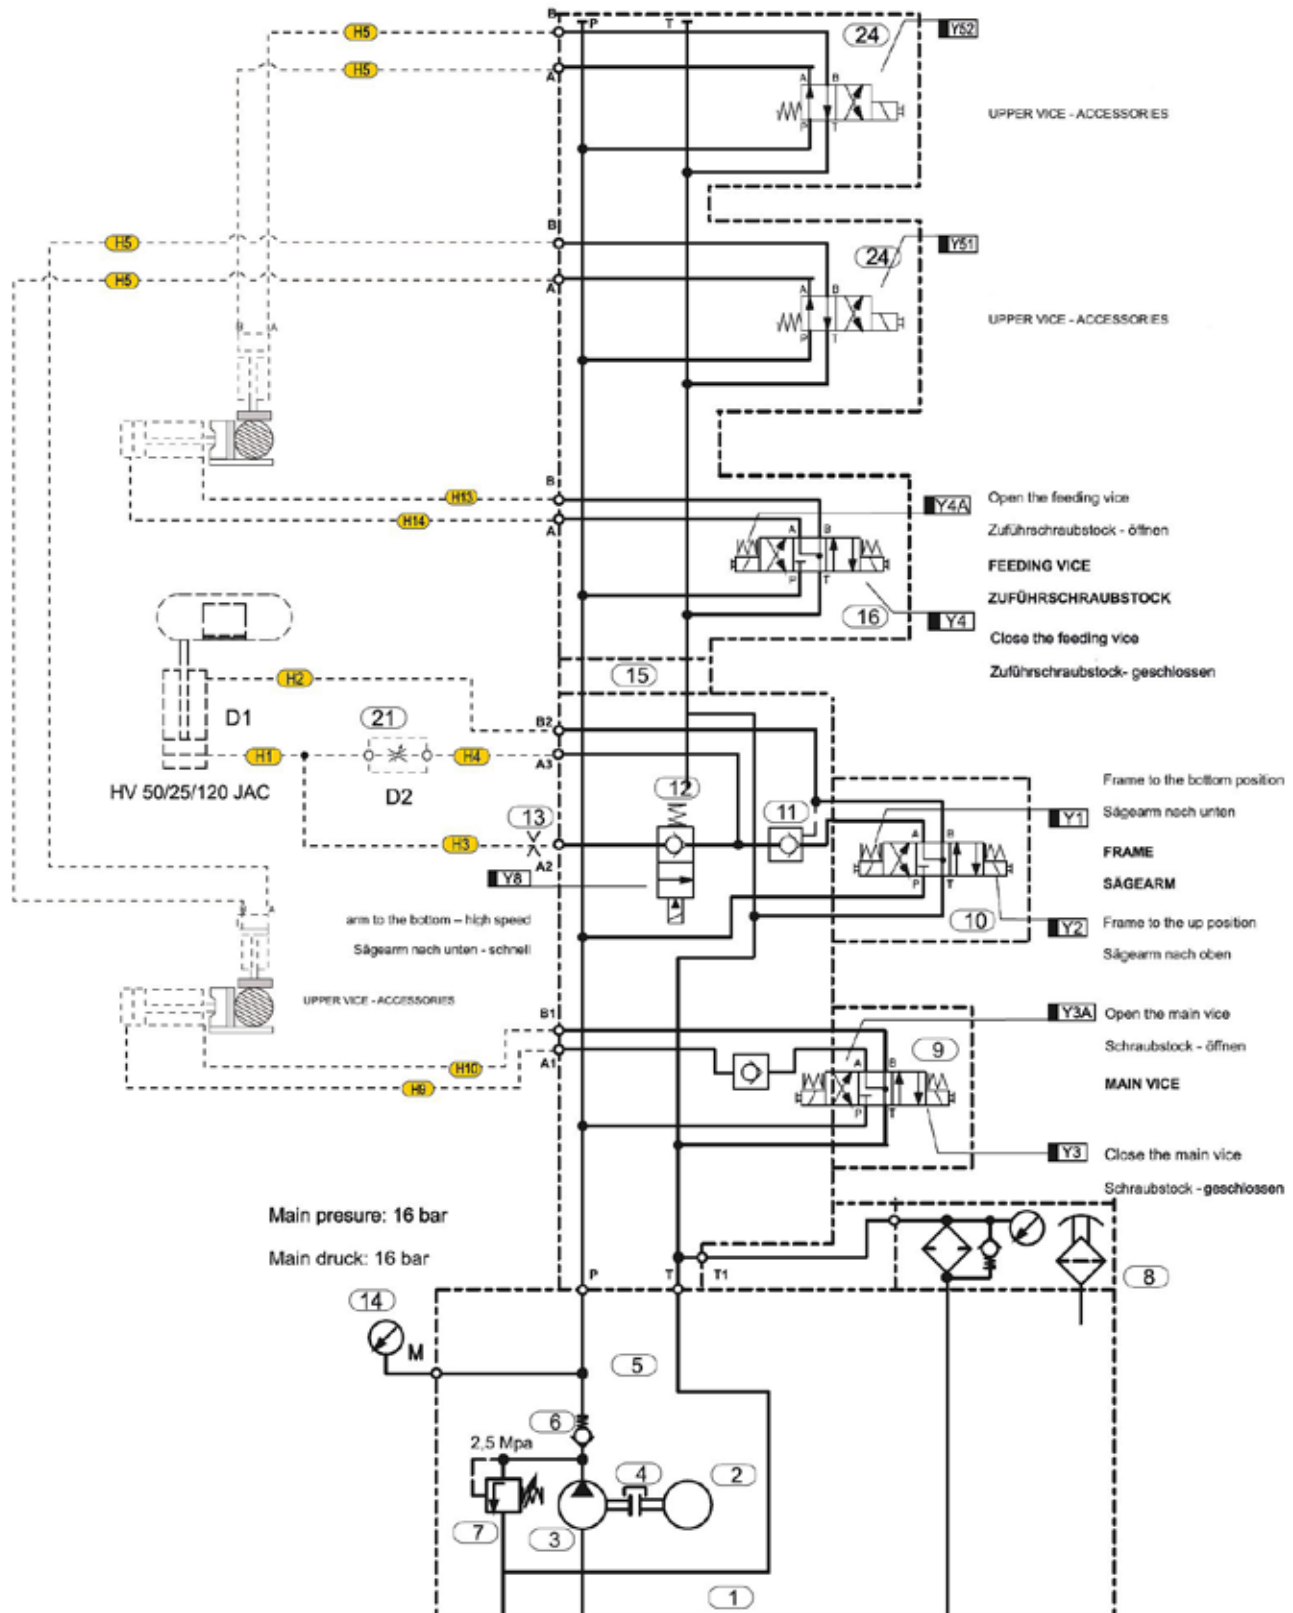 B
P
T
24
Y52
H5
H5
A
A
B
P
T
UPPER VICE - ACCESSORIES
B
H5
24
Y51
H5
A
A
B
P
T
UPPER VICE - ACCESSORIES
B
A
B
H13
Y4A
Open the feeding vice
H14
A
A
B
Zuführschraubstock - öffnen
P
T
FEEDING VICE
ZUFÜHRSCHRAUBSTOCK
16
Y4
Close the feeding vice
15
Zuführschraubstock- geschlossen
H2
D1
21
B2
H1
H4
A3
HV 50/25/120 JAC
D2
12
Frame to the bottom position
13
11
Y1
Sägearm nach unten
H3
A2
A
B
FRAME
Y8
P
T
SÄGEARM
arm to the bottom – high speed
10
Y2
Frame to the up position
Sägearm nach unten - schnell
Sägearm nach oben
B
A
UPPER VICE - ACCESSORIES
B1
Y3A
Open the main vice
9
Schraubstock - öffnen
H10
A1
A
B
H9
MAIN VICE
P
T
Y3
Close the main vice
Schraubstock - geschlossen
Main presure: 16 bar
Main druck: 16 bar
P
T
T1
8
14
M
5
6
2,5 Mpa
4
2
7
3
1